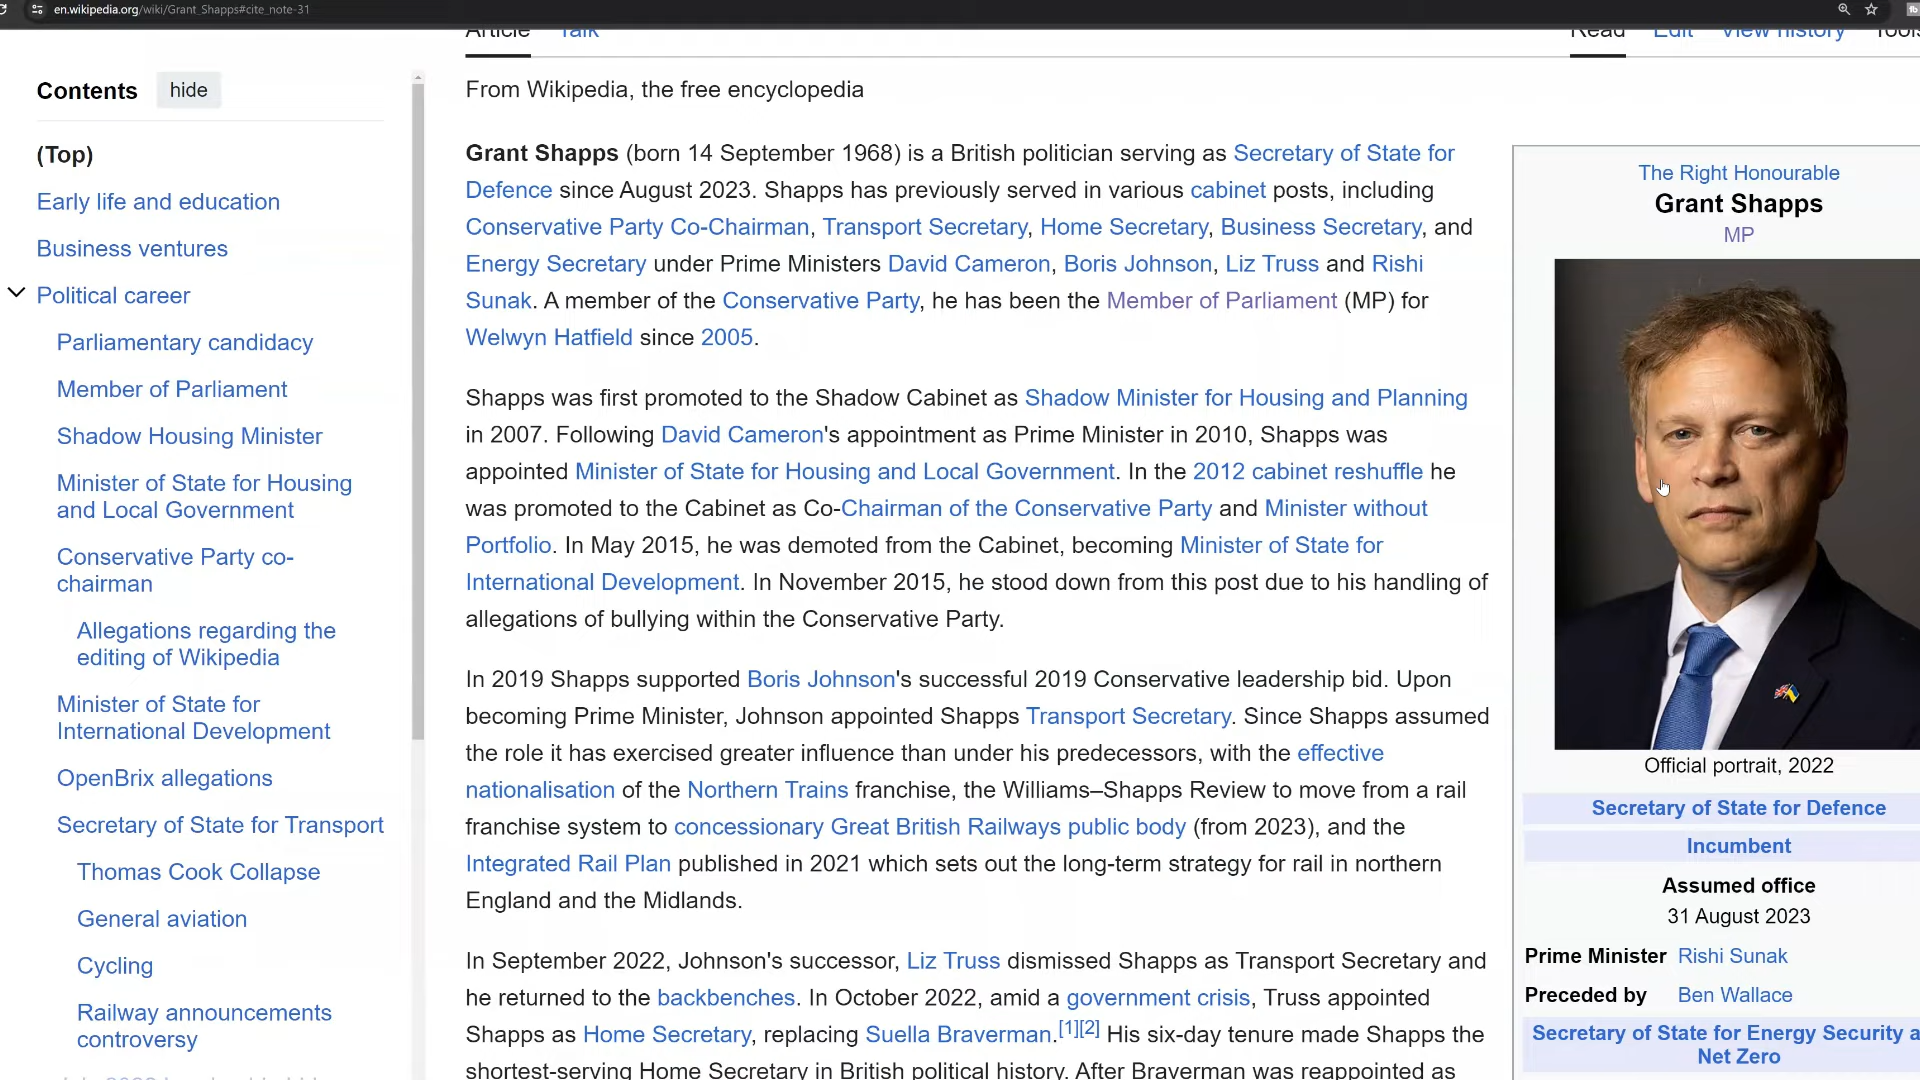 en.wikipedia.org/wiki/Grant_Shapps#cite_note-31
Article Talk
Read Edit View history Tools
Contents hide
(Top)
Early life and education
Business ventures
Political career
Parliamentary candidacy
Member of Parliament
Shadow Housing Minister
Minister of State for Housing
and Local Government
Conservative Party co-
chairman
Allegations regarding the
editing of Wikipedia
Minister of State for
International Development
OpenBrix allegations
Secretary of State for Transport
Thomas Cook Collapse
General aviation
Cycling
Railway announcements
controversy
From Wikipedia, the free encyclopedia
Grant Shapps (born 14 September 1968) is a British politician serving as Secretary of State for
Defence since August 2023. Shapps has previously served in various cabinet posts, including
Conservative Party Co-Chairman, Transport Secretary, Home Secretary, Business Secretary, and
Energy Secretary under Prime Ministers David Cameron, Boris Johnson, Liz Truss and Rishi
Sunak. A member of the Conservative Party, he has been the Member of Parliament (MP) for
Welwyn Hatfield since 2005.
Shapps was first promoted to the Shadow Cabinet as Shadow Minister for Housing and Planning
in 2007. Following David Cameron's appointment as Prime Minister in 2010, Shapps was
appointed Minister of State for Housing and Local Government. In the 2012 cabinet reshuffle he
was promoted to the Cabinet as Co-Chairman of the Conservative Party and Minister without
Portfolio. In May 2015, he was demoted from the Cabinet, becoming Minister of State for
International Development. In November 2015, he stood down from this post due to his handling of
allegations of bullying within the Conservative Party.
In 2019 Shapps supported Boris Johnson's successful 2019 Conservative leadership bid. Upon
becoming Prime Minister, Johnson appointed Shapps Transport Secretary. Since Shapps assumed
the role it has exercised greater influence than under his predecessors, with the effective
nationalisation of the Northern Trains franchise, the Williams–Shapps Review to move from a rail
franchise system to concessionary Great British Railways public body (from 2023), and the
Integrated Rail Plan published in 2021 which sets out the long-term strategy for rail in northern
England and the Midlands.
In September 2022, Johnson's successor, Liz Truss dismissed Shapps as Transport Secretary and
he returned to the backbenches. In October 2022, amid a government crisis, Truss appointed
Shapps as Home Secretary, replacing Suella Braverman.[1][2] His six-day tenure made Shapps the
shortest-serving Home Secretary in British political history. After Braverman was reappointed as
The Right Honourable
Grant Shapps
MP
Official portrait, 2022
Secretary of State for Defence
Incumbent
Assumed office
31 August 2023
Prime Minister Rishi Sunak
Preceded by Ben Wallace
Secretary of State for Energy Security a
Net Zero